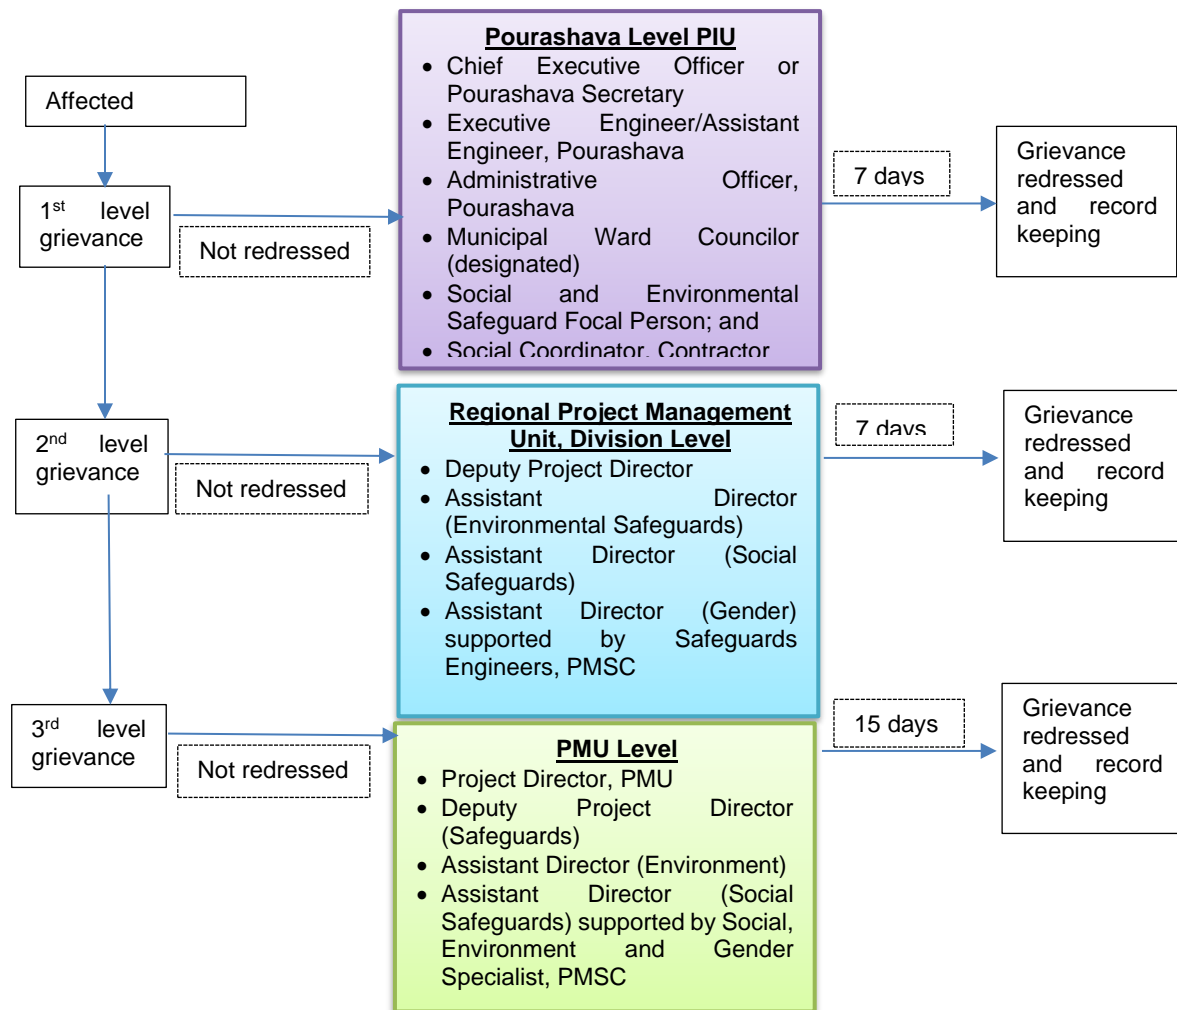 Affected
1st level
grievance
Not redressed
Pourashava Level PIU
• Chief Executive Officer or
Pourashava Secretary
• Executive Engineer/Assistant
Engineer, Pourashava
• Administrative Officer,
Pourashava
• Municipal Ward Councilor
(designated)
• Social and Environmental
Safeguard Focal Person; and
• Social Coordinator, Contractor
7 days
Grievance
redressed
and record
keeping
2nd level
grievance
Not redressed
Regional Project Management
Unit, Division Level
• Deputy Project Director
• Assistant Director
(Environmental Safeguards)
• Assistant Director (Social
Safeguards)
• Assistant Director (Gender)
supported by Safeguards
Engineers, PMSC
7 days
Grievance
redressed
and record
keeping
3rd level
grievance
Not redressed
PMU Level
• Project Director, PMU
• Deputy Project Director
(Safeguards)
• Assistant Director (Environment)
• Assistant Director (Social
Safeguards) supported by Social,
Environment and Gender
Specialist, PMSC
15 days
Grievance
redressed
and record
keeping